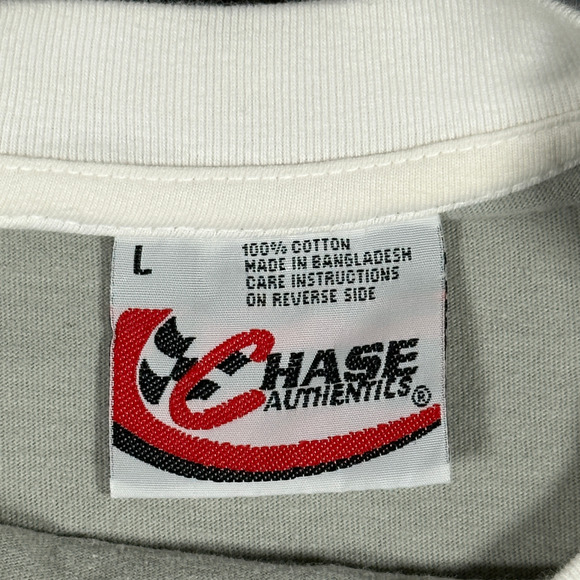 L
100% COTTON
MADE IN BANGLADESH
CARE INSTRUCTIONS
ON REVERSE SIDE
CHASE
AUTHENTICS®